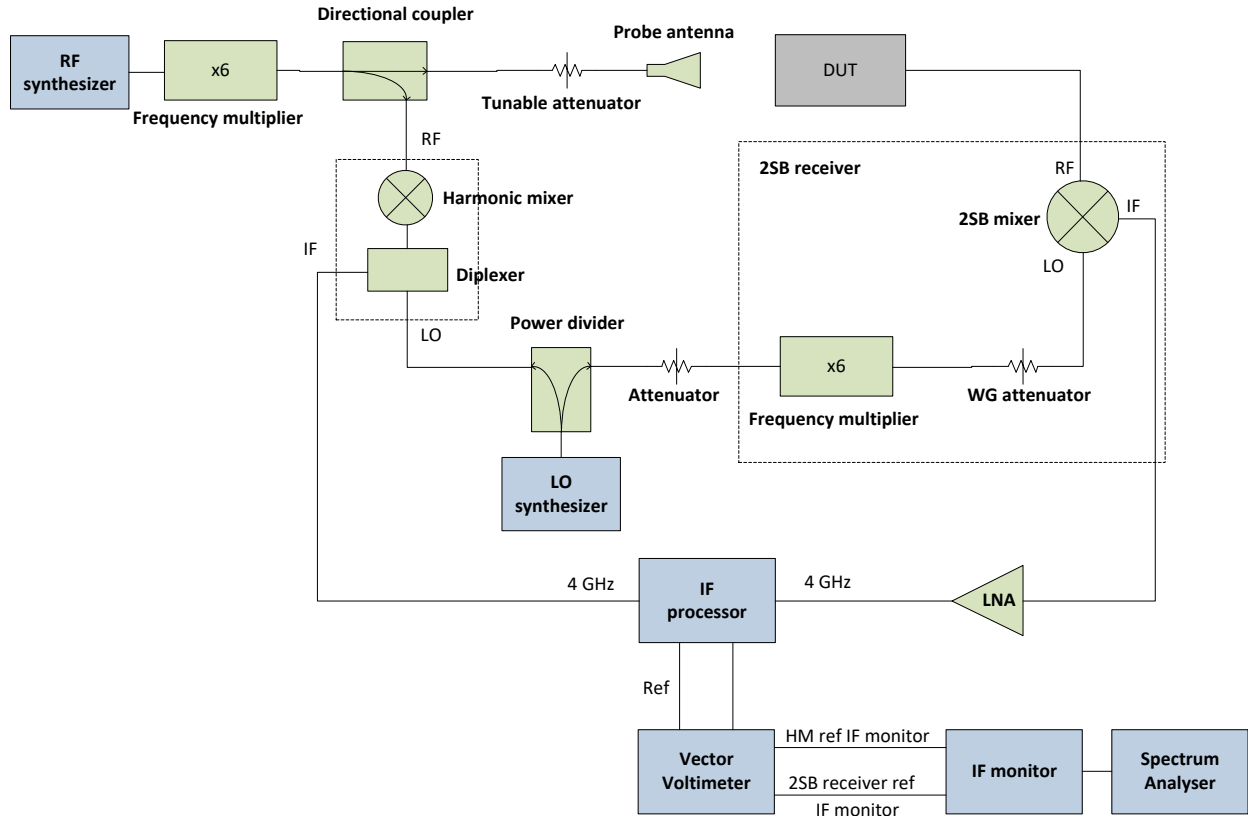 Directional coupler
Probe antenna
RF
synthesizer
x6
DUT
Tunable attenuator
Frequency multiplier
RF
2SB receiver
RF
Harmonic mixer
2SB mixer
IF
IF
Diplexer
LO
LO
Power divider
x6
Attenuator
WG attenuator
Frequency multiplier
LO
synthesizer
4 GHz
IF
processor
4 GHz
LNA
Ref
HM ref IF monitor
Vector
Voltimeter
IF monitor
Spectrum
Analyser
2SB receiver ref
IF monitor